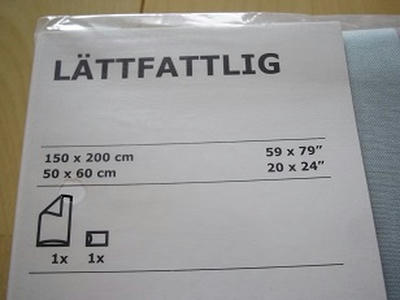 LÄTTFATTLIG
150 x 200 cm 59 x 79”
50 x 60 cm 20 x 24”
1x 1x